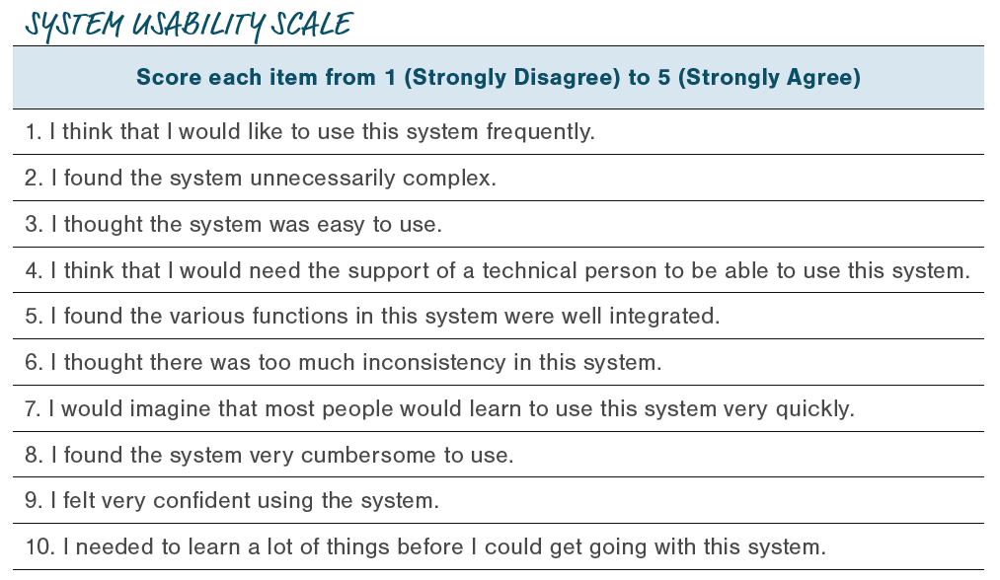 SYSTEM USABILITY SCALE
Score each item from 1 (Strongly Disagree) to 5 (Strongly Agree)
1. I think that I would like to use this system frequently.
2. I found the system unnecessarily complex.
3. I thought the system was easy to use.
4. I think that I would need the support of a technical person to be able to use this system.
5. I found the various functions in this system were well integrated.
6. I thought there was too much inconsistency in this system.
7. I would imagine that most people would learn to use this system very quickly.
8. I found the system very cumbersome to use.
9. I felt very confident using the system.
10. I needed to learn a lot of things before I could get going with this system.